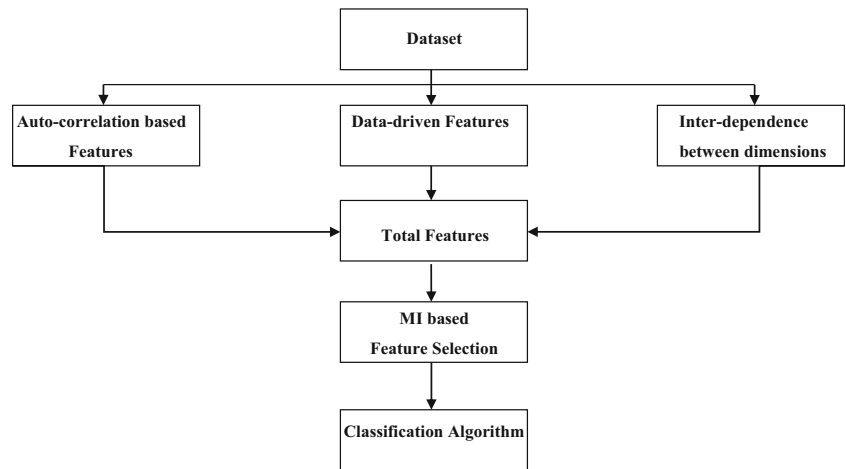 Dataset
Auto-correlation based
Features
Data-driven Features
Inter-dependence
between dimensions
Total Features
MI based
Feature Selection
Classification Algorithm